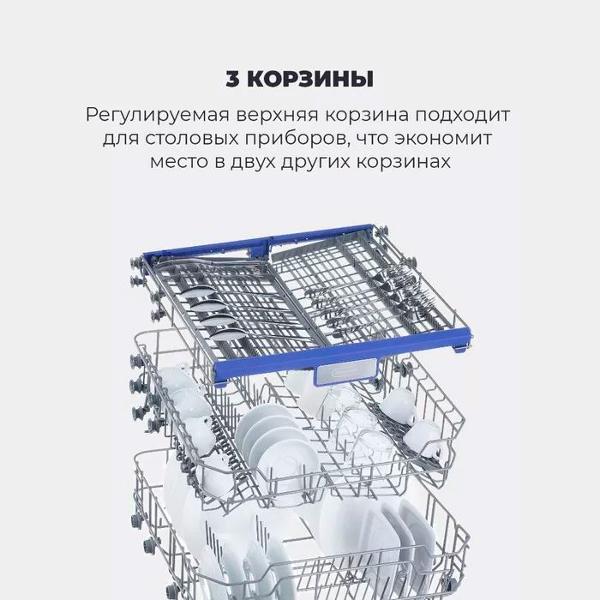 3 КОРЗИНЫ
Регулируемая верхняя корзина подходит
для столовых приборов, что экономит
место в двух других корзинах